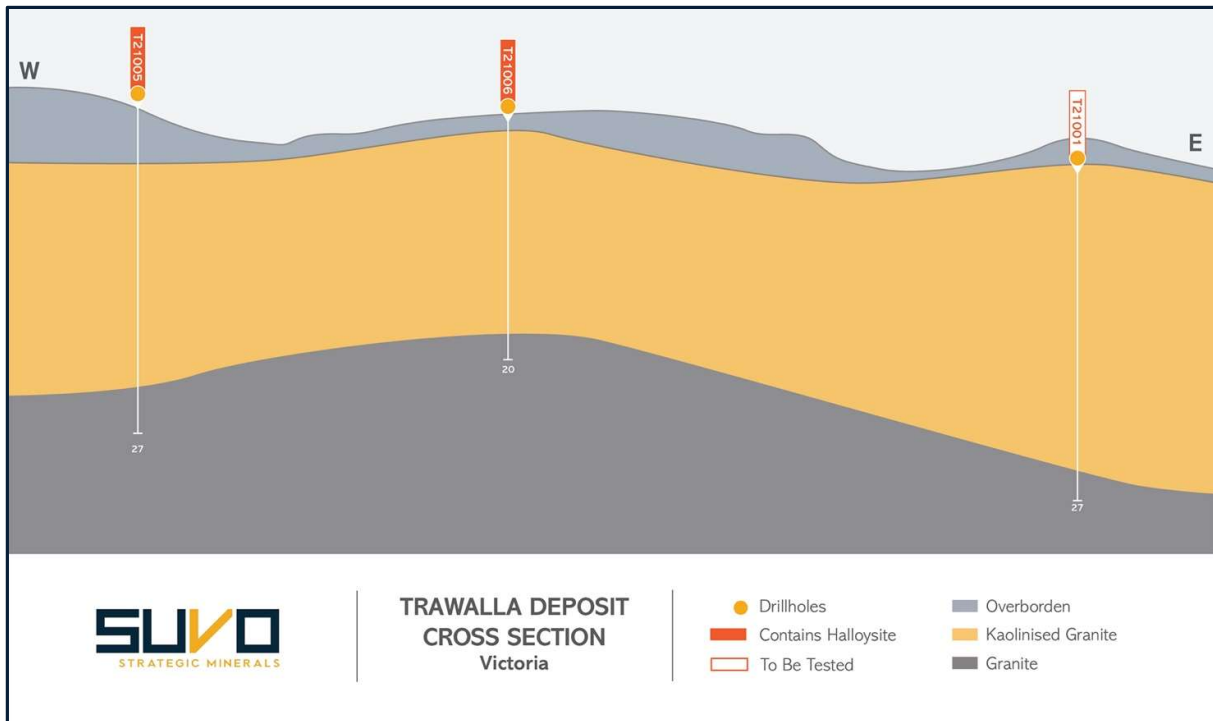 W
T21005
T21006
T21001
E
27
20
27
SUVO
STRATEGIC MINERALS
TRAWALLA DEPOSIT
CROSS SECTION
Victoria
Drillholes
Contains Halloysite
To Be Tested
Overborden
Kaolinised Granite
Granite